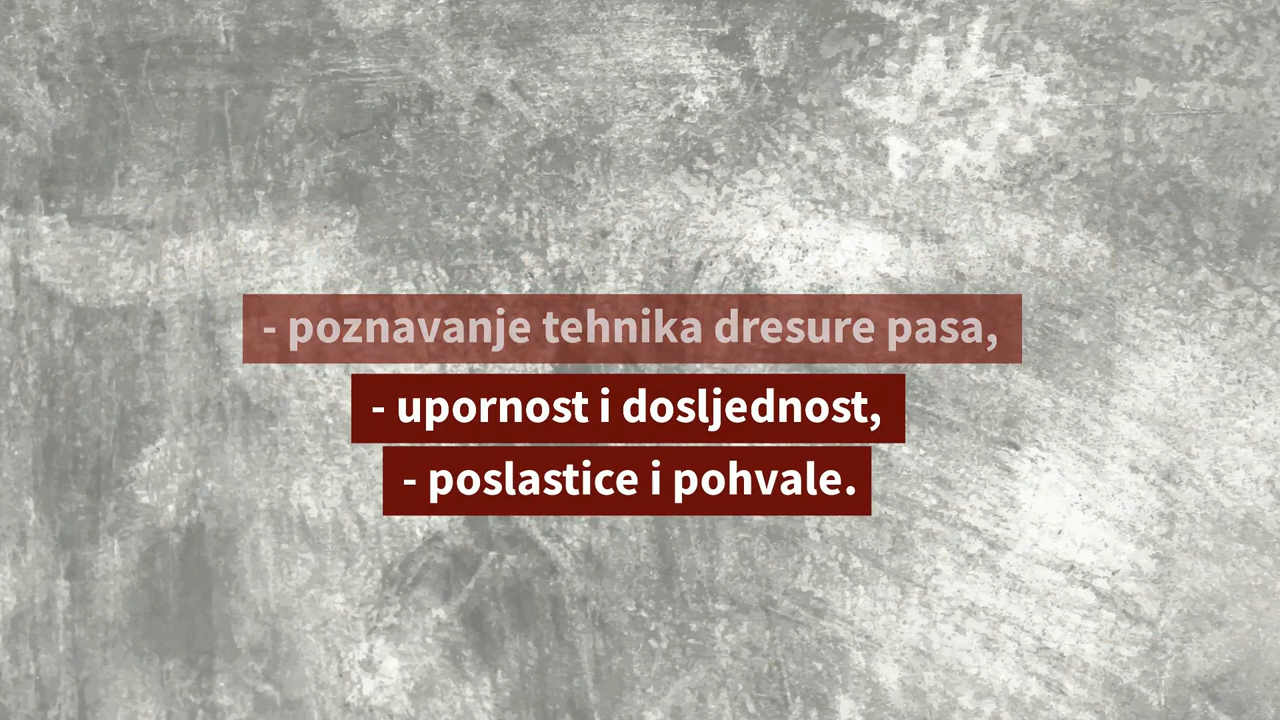 - poznavanje tehnika dresure pasa,
- upornost i dosljednost,
- poslastice i pohvale.